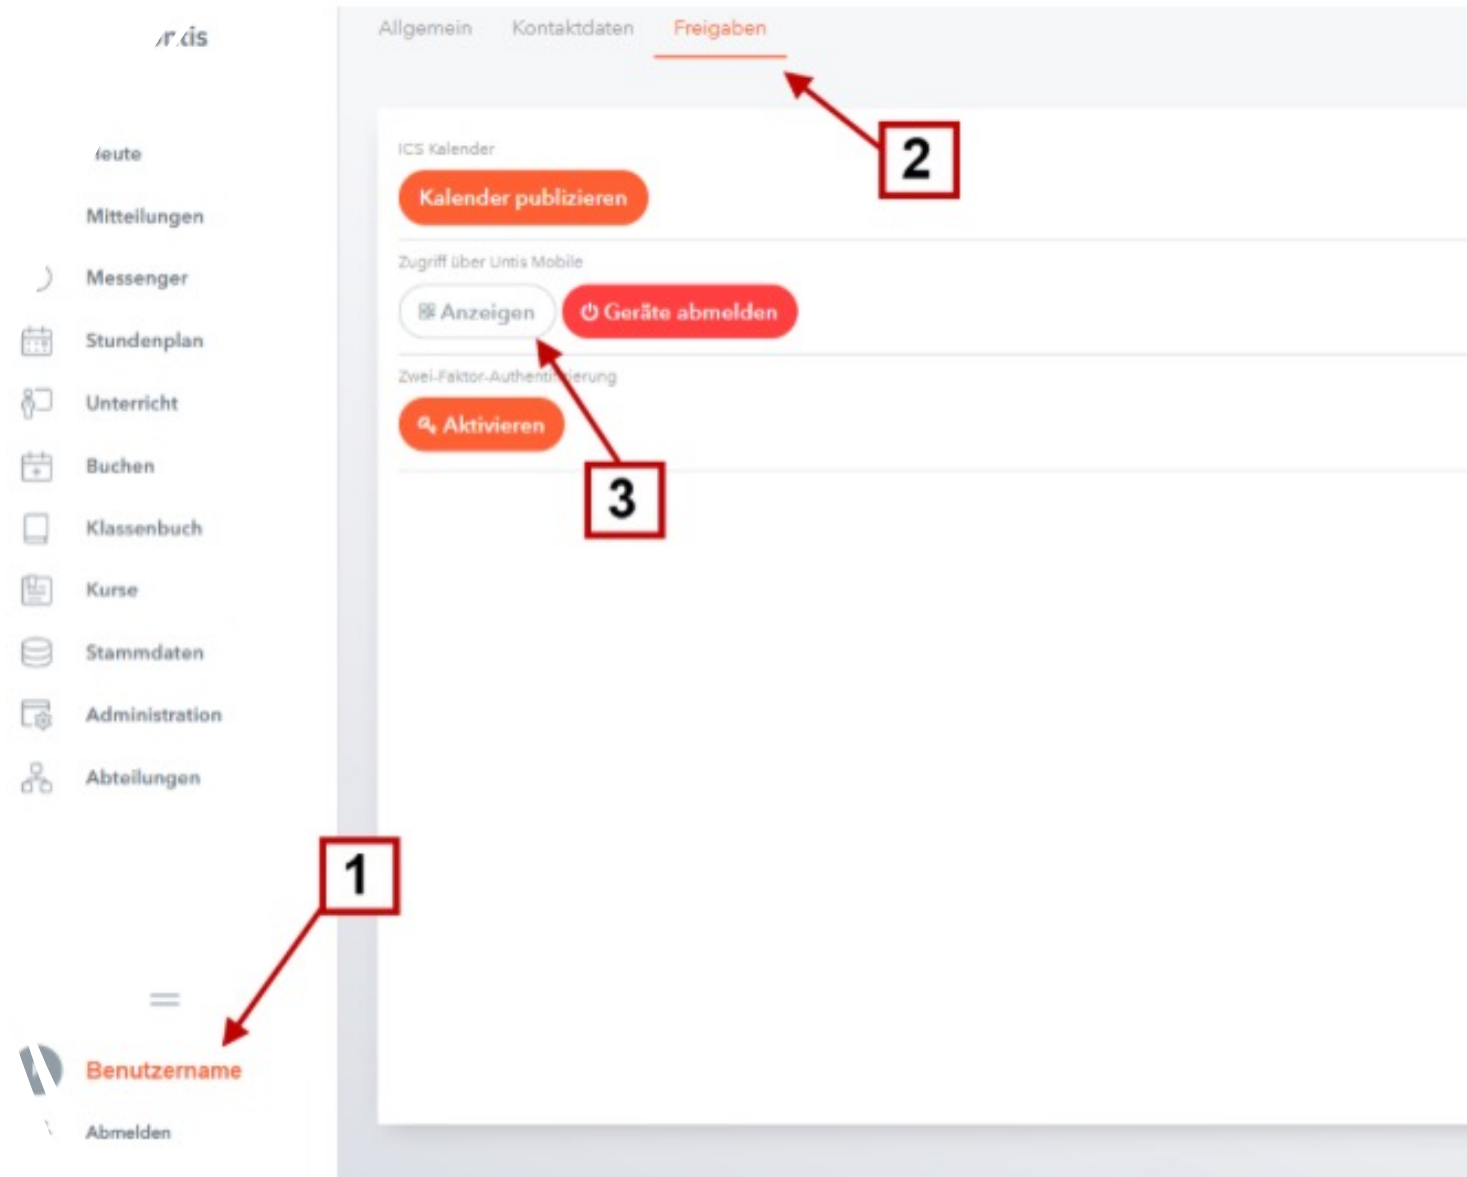 Allgemein Kontaktdaten Freigaben
2
ICS Kalender
Kalender publizieren
Zugriff über Untis Mobile
Anzeigen Geräte abmelden
Zwei-Faktor-Authentifizierung
Aktivieren
3
Mitteilungen
Messenger
Stundenplan
Unterricht
Buchen
Klassenbuch
Kurse
Stammdaten
Administration
Abteilungen
1
Benutzername
Abmelden